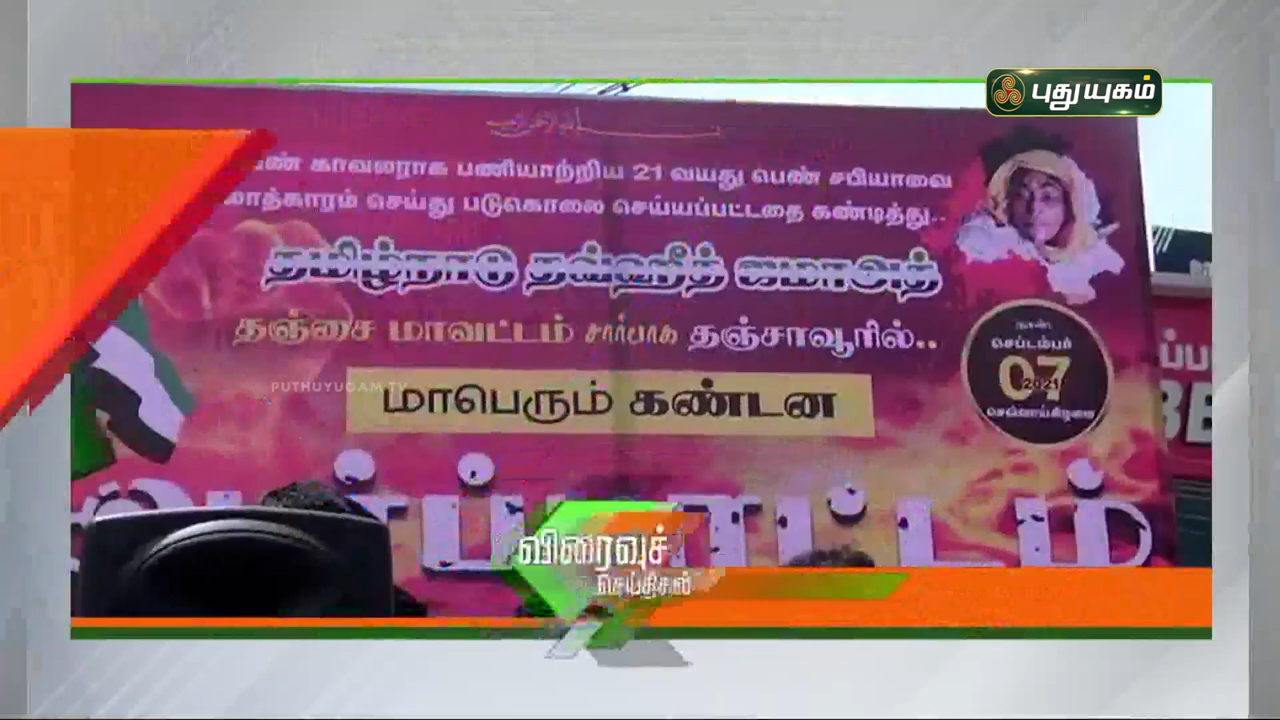 புதுயுகம்
காவலராக பணியாற்றிய 21 வயது பெண் சபியாவை
செய்து படுகொலை செய்யப்பட்டதை கண்டித்து..
தமிழ்நாடு தவ்ஹீத் ஜமாஅத்
தஞ்சை மாவட்டம் சார்பாக தஞ்சாவூரில்..
நாள்:
செப்டம்பர்
07
2021
செவ்வாய்கிழமை
PUTHUYUGAM TV
மாபெரும் கண்டன
விரைவுச்
செய்திகள்